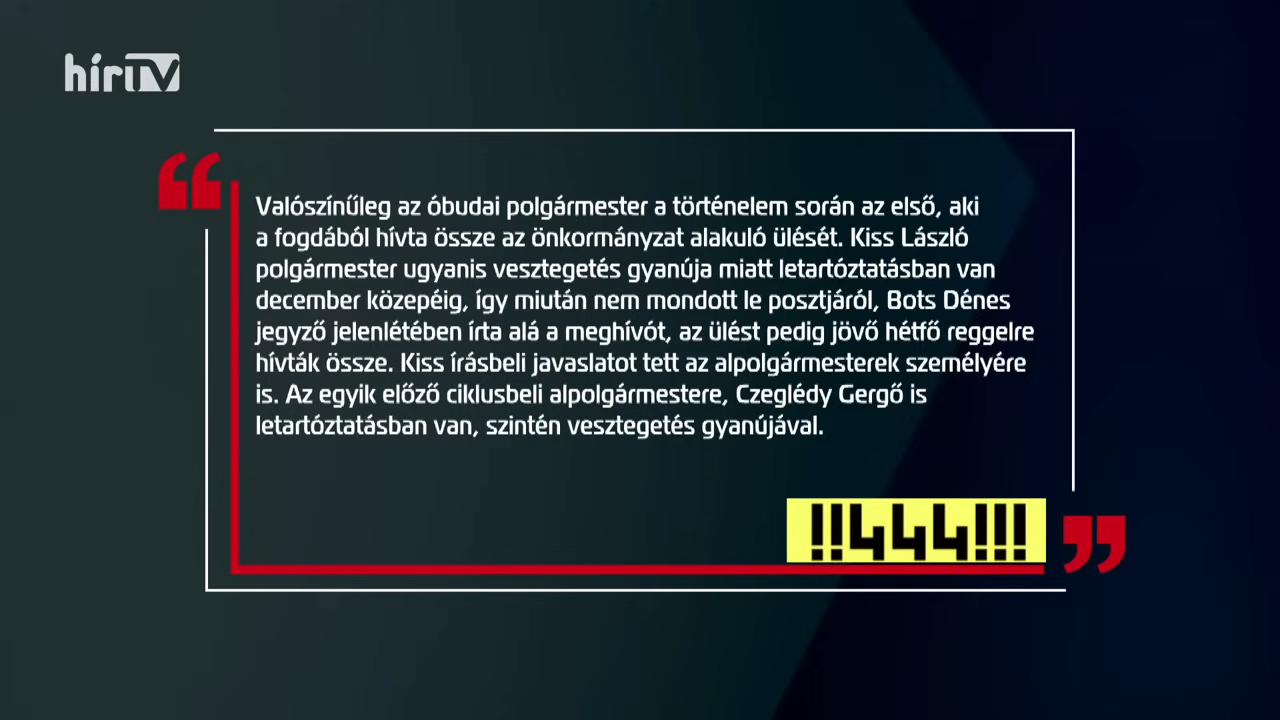 hírTV
Valószínűleg az óbudai polgármester a történelem során az első, aki
a fogdából hívta össze az önkormányzat alakuló ülését. Kiss László
polgármester ugyanis vesztegetés gyanúja miatt letartóztatásban van
december közepéig, így miután nem mondott le posztjáról, Bots Dénes
jegyző jelenlétében írta alá a meghívót, az ülést pedig jövő hétfő reggelre
hívták össze. Kiss írásbeli javaslatot tett az alpolgármesterek személyére
is. Az egyik előző ciklusbeli alpolgármestere, Czeglédy Gergő is
letartóztatásban van, szintén vesztegetés gyanújával.
!!444!!!